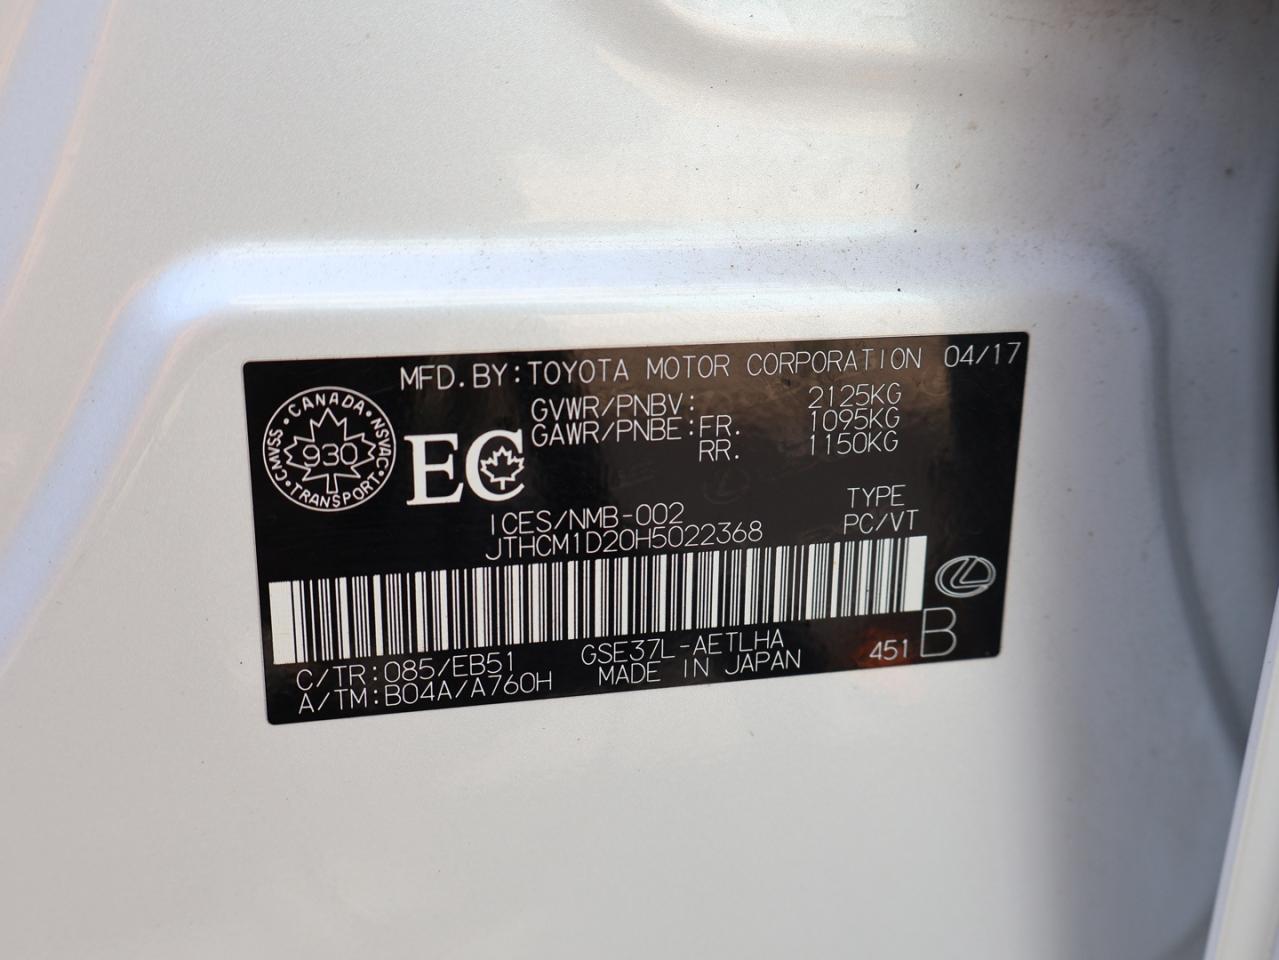 MFD.BY:TOYOTA MOTOR CORPORATION 04/17
GVWR/PNBV: 2125KG
GAWR/PNBE:FR. 1095KG
RR. 1150KG
CANADA
CMVSS 930 NSVAC
TRANSPORT
EC
ICES/NMB-002 TYPE
JTHCM1D20H5022368 PC/VT
C/TR:085/EB51 GSE37L-AETLHA
A/TM:B04A/A760H MADE IN JAPAN 451 B